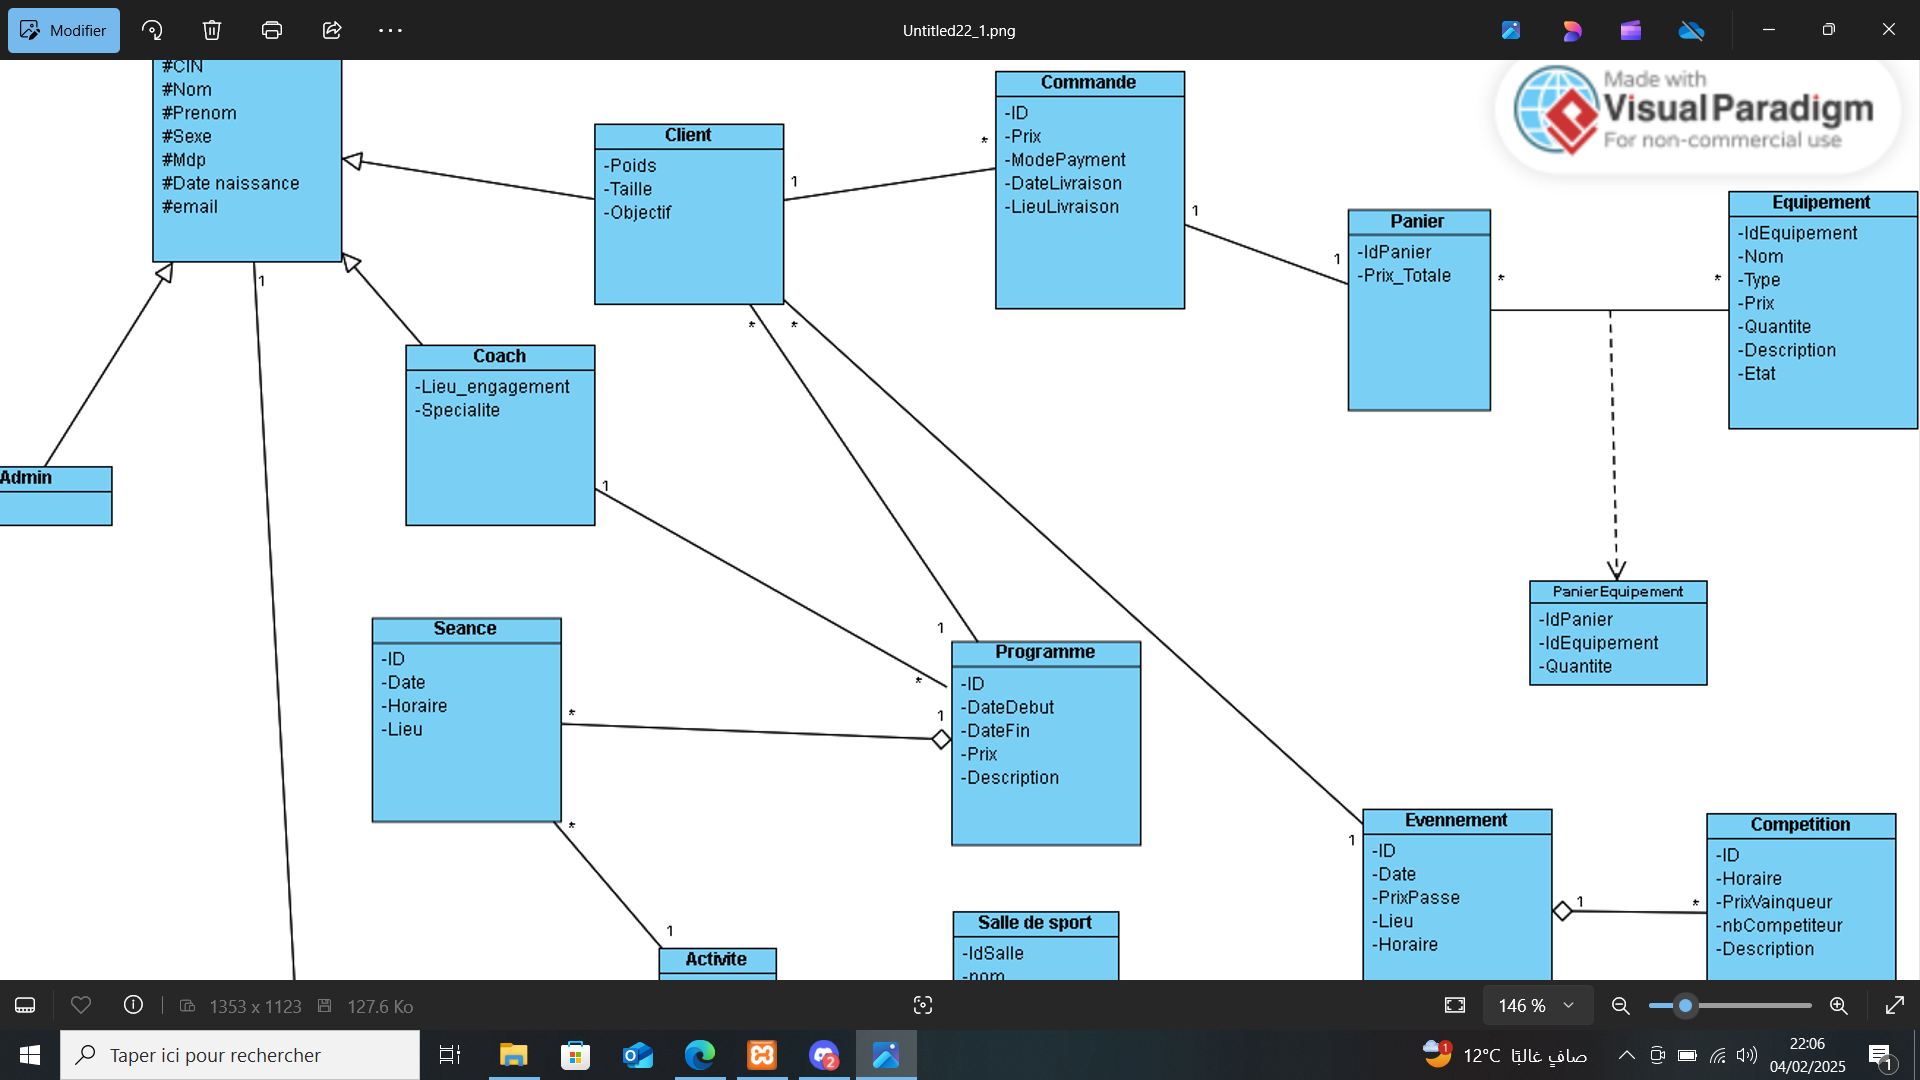 Modifier
Untitled22_1.png
Made with
Visual Paradigm
For non-commercial use
#CIN
#Nom
#Prenom
#Sexe
#Mdp
#Date naissance
#email
1
Client
-Poids
-Taille
-Objectif
1
*
*
*
Commande
-ID
-Prix
-ModePayment
-DateLivraison
-LieuLivraison
1
1
Panier
-IdPanier
-Prix_Totale
*
*
Equipement
-IdEquipement
-Nom
-Type
-Prix
-Quantite
-Description
-Etat
Coach
-Lieu_engagement
-Specialite
1
Admin
PanierEquipement
-IdPanier
-IdEquipement
-Quantite
Seance
-ID
-Date
-Horaire
-Lieu
*
*
1
*
1
Programme
-ID
-DateDebut
-DateFin
-Prix
-Description
1
Evennement
-ID
-Date
-PrixPasse
-Lieu
-Horaire
1
*
Competition
-ID
-Horaire
-PrixVainqueur
-nbCompetiteur
-Description
1
Activite
Salle de sport
-IdSalle
-nom
1353 x 1123
127.6 Ko
146 %
Taper ici pour rechercher
2
1
12°C
صافٍ غالبًا
22:06
04/02/2025
1